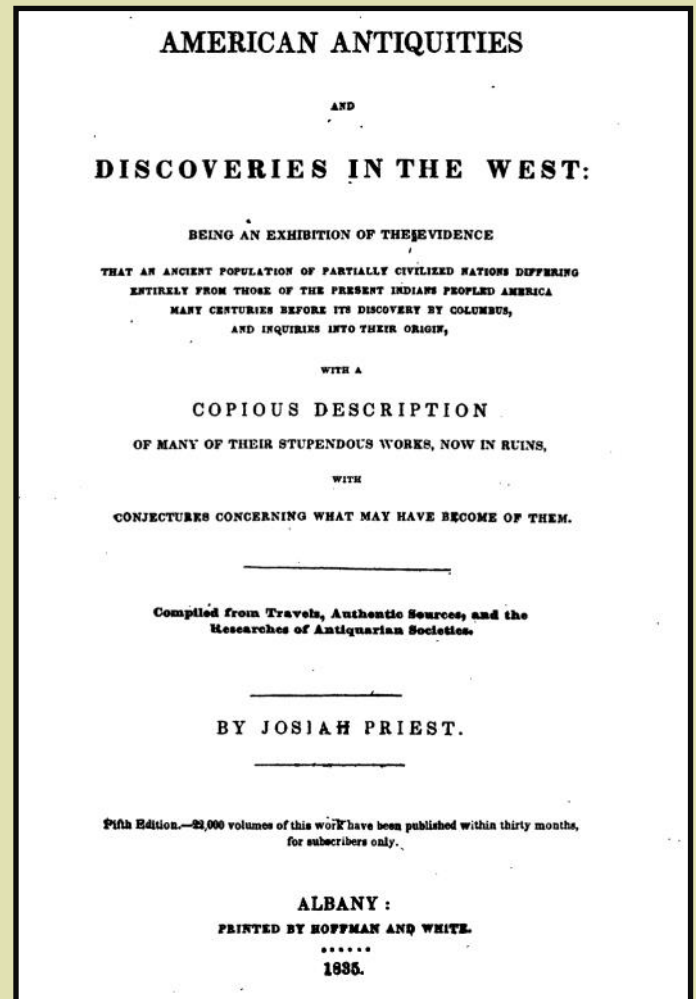 AMERICAN ANTIQUITIES
AND
DISCOVERIES IN THE WEST:
BEING AN EXHIBITION OF THE EVIDENCE
THAT AN ANCIENT POPULATION OF PARTIALLY CIVILIZED NATIONS DIFFERING
ENTIRELY FROM THOSE OF THE PRESENT INDIANS PEOPLED AMERICA
MANY CENTURIES BEFORE ITS DISCOVERY BY COLUMBUS,
AND INQUIRIES INTO THEIR ORIGIN,
WITH A
COPIOUS DESCRIPTION
OF MANY OF THEIR STUPENDOUS WORKS, NOW IN RUINS,
WITH
CONJECTURES CONCERNING WHAT MAY HAVE BECOME OF THEM.
Compiled from Travels, Authentic Sources, and the
Researches of Antiquarian Societies.
BY JOSIAH PRIEST.
Fifth Edition.—22,000 volumes of this work have been published within thirty months,
for subscribers only.
ALBANY:
PRINTED BY HOFFMAN AND WHITE.
......
1835.